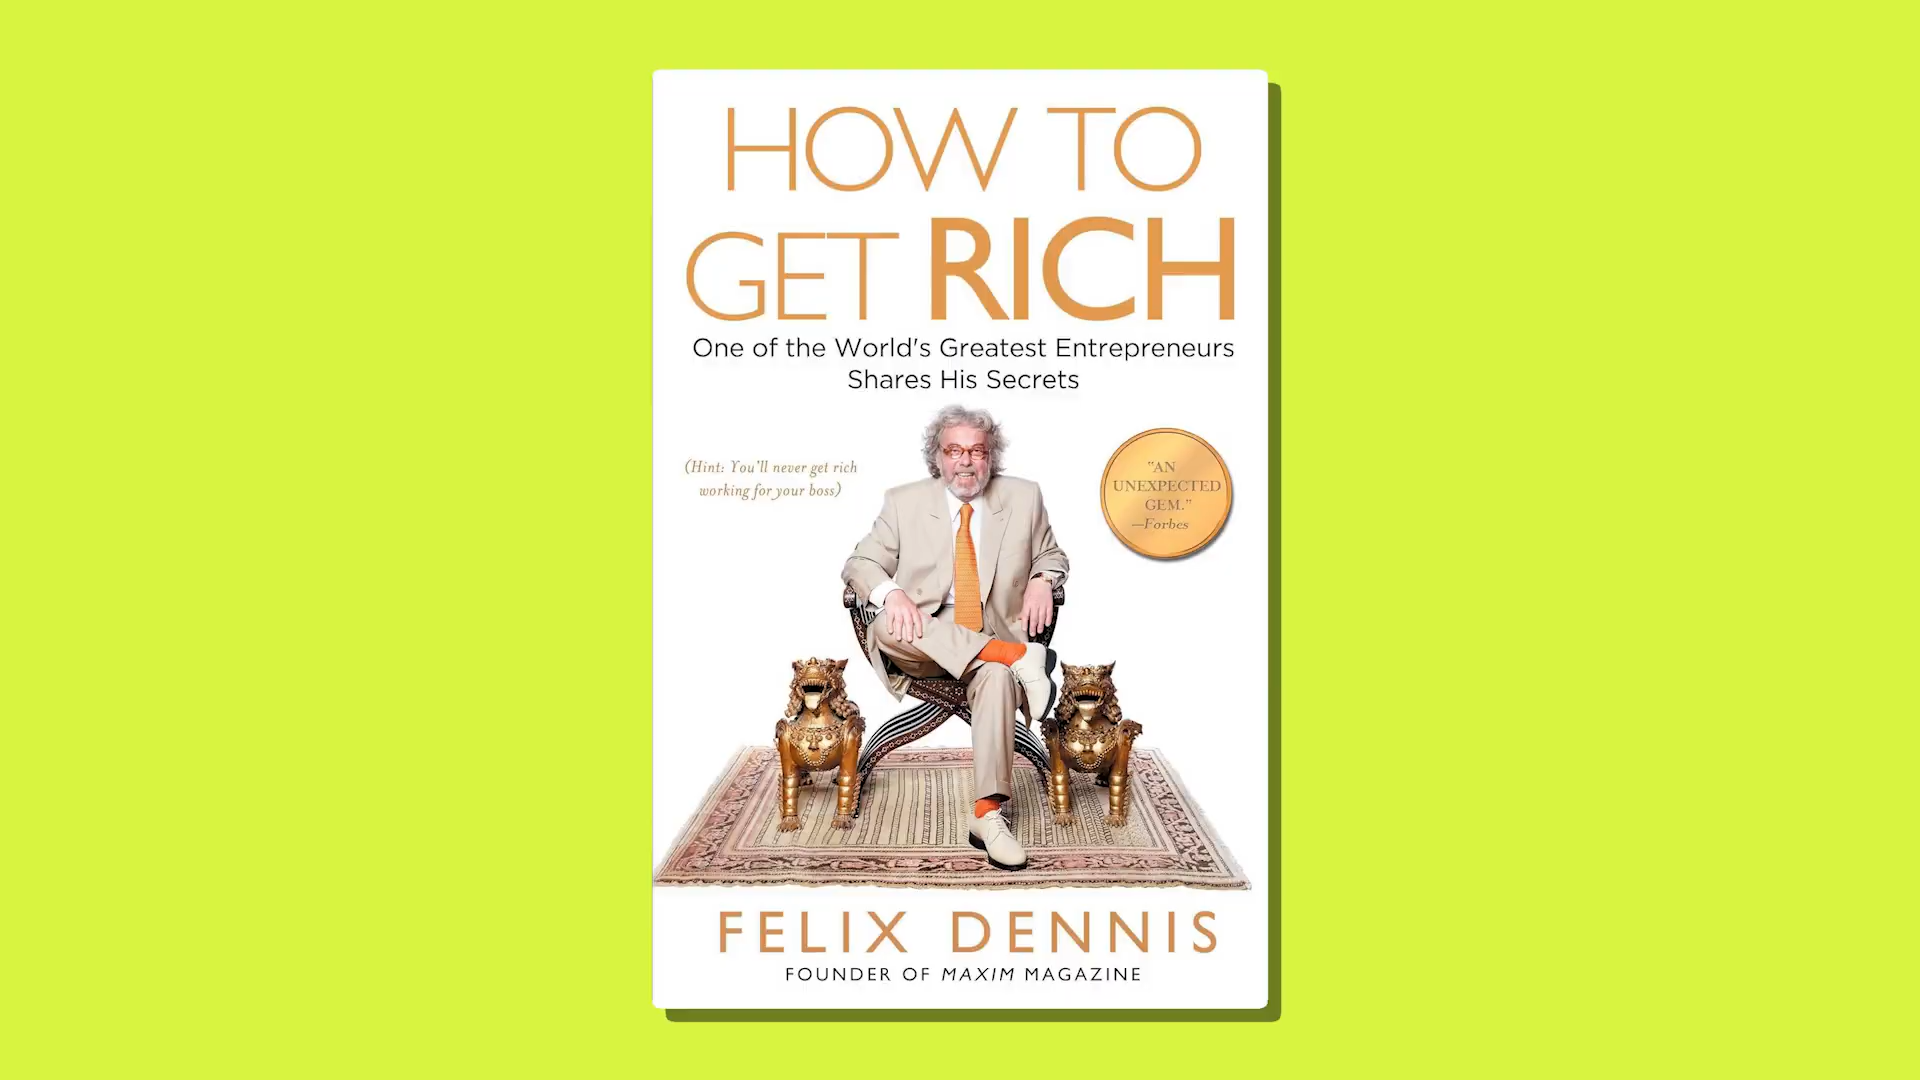 HOW TO
GET RICH
One of the World's Greatest Entrepreneurs
Shares His Secrets
(Hint: You'll never get rich
working for your boss)
"AN
UNEXPECTED
GEM."
—Forbes
FELIX DENNIS
FOUNDER OF MAXIM MAGAZINE